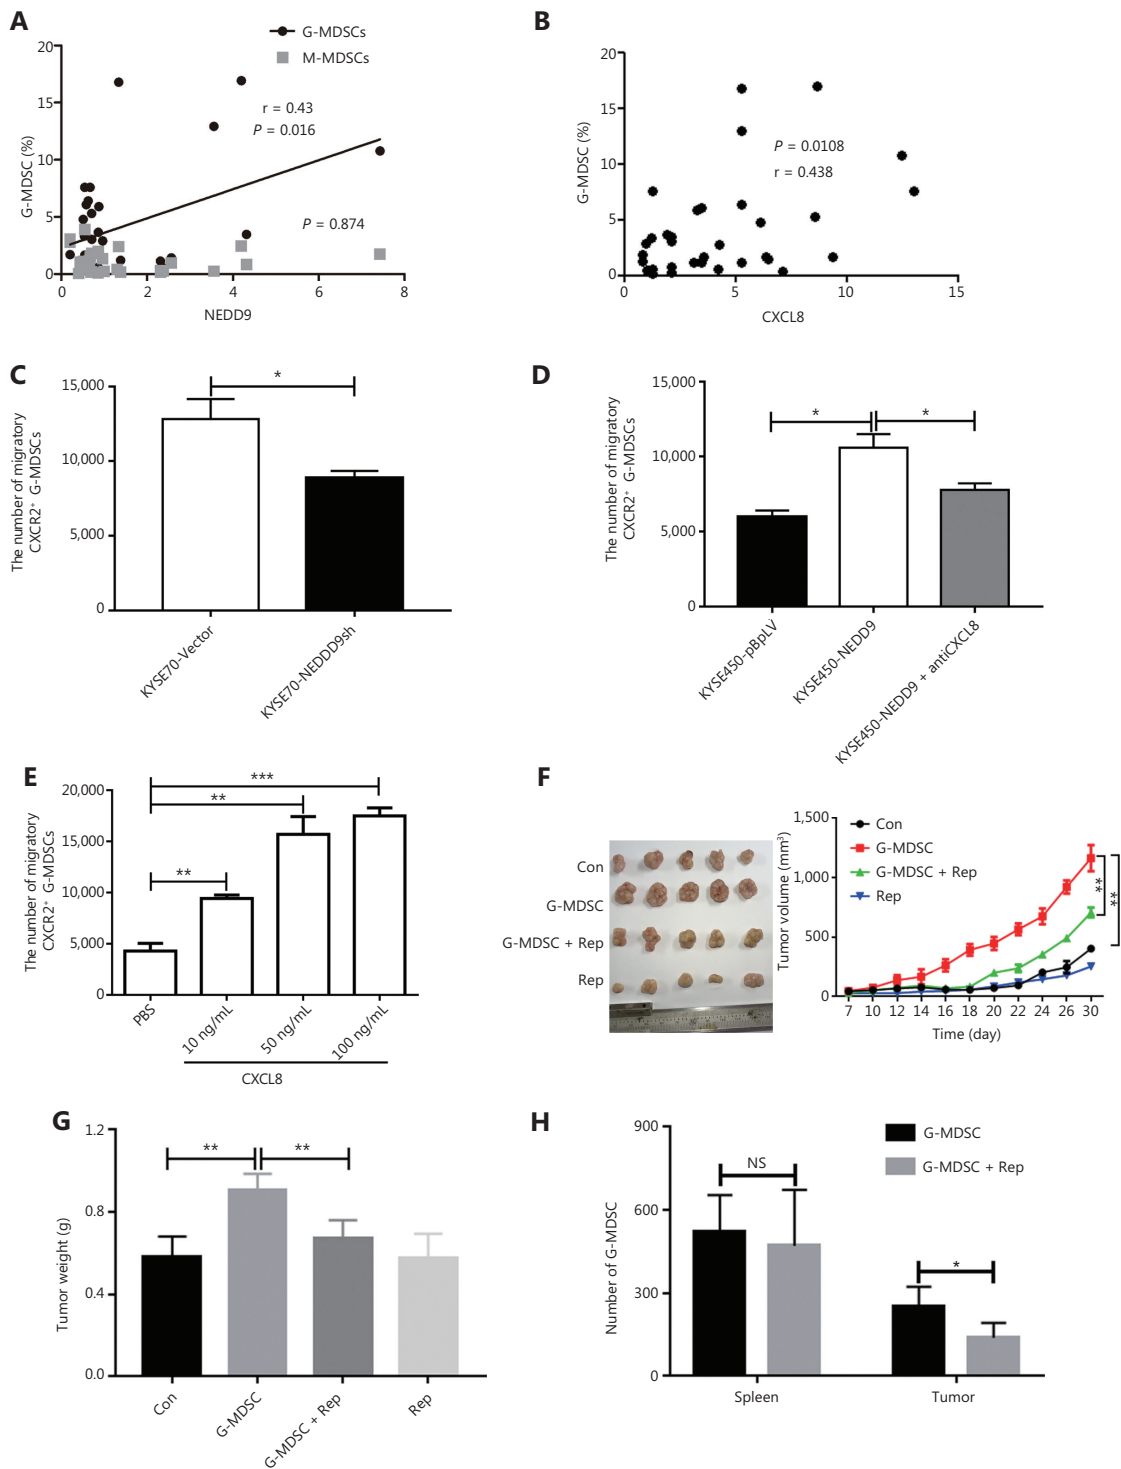 A
G-MDSCs
M-MDSCs
r = 0.43
P = 0.016
P = 0.874
G-MDSC (%)
20
15
10
5
0
0 2 4 6 8
NEDD9
B
P = 0.0108
r = 0.438
G-MDSC (%)
20
15
10
5
0
0 5 10 15
CXCL8
C
*
The number of migratory
CXCR2+ G-MDSCs
15,000
10,000
5,000
0
KYSE70-Vector
KYSE70-NEDDD9sh
D
* *
The number of migratory
CXCR2+ G-MDSCs
15,000
10,000
5,000
0
KYSE450-pBpLV
KYSE450-NEDD9
KYSE450-NEDD9 + antiCXCL8
E
***
**
**
The number of migratory
CXCR2+ G-MDSCs
20,000
15,000
10,000
5,000
0
PBS
10 ng/mL
50 ng/mL
100 ng/mL
CXCL8
F
Con
G-MDSC
G-MDSC + Rep
Rep
Con
G-MDSC
G-MDSC + Rep
Rep
**
**
Tumor volume (mm3)
1,500
1,000
500
0
7 10 12 14 16 18 20 22 24 26 30
Time (day)
G
** **
Tumor weight (g)
1.2
0.8
0.4
0.0
Con
G-MDSC
G-MDSC + Rep
Rep
H
G-MDSC
G-MDSC + Rep
NS
*
Number of G-MDSC
900
600
300
0
Spleen Tumor